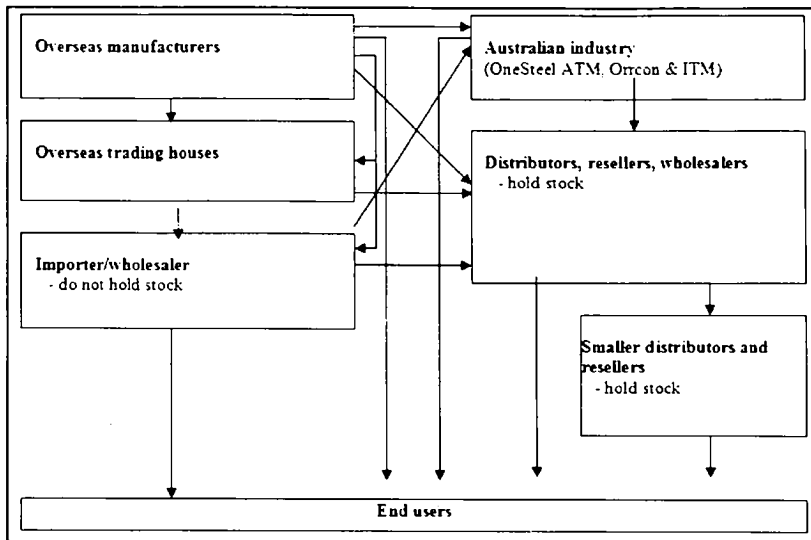 Overseas manufacturers
Australian industry
(OneSteel ATM, Orrcon & ITM)
Overseas trading houses
Distributors, resellers, wholesalers
- hold stock
Importer/wholesaler
- do not hold stock
Smaller distributors and
resellers
- hold stock
End users